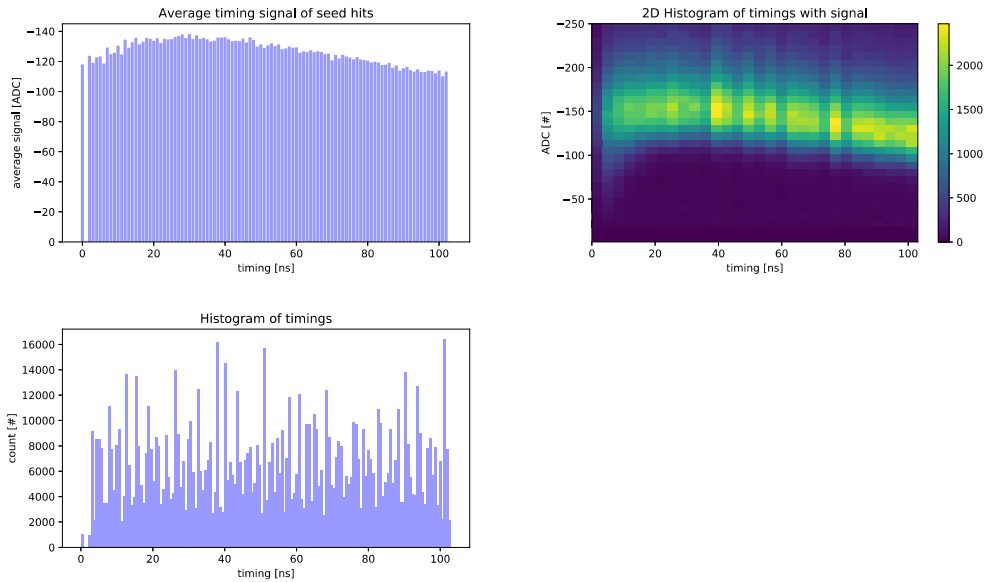 Average timing signal of seed hits
−140
−120
−100
−80
−60
−40
−20
0
average signal [ADC]
0 20 40 60 80 100
timing [ns]
2D Histogram of timings with signal
−250
−200
−150
−100
−50
ADC [#]
0 20 40 60 80 100
timing [ns]
2000
1500
1000
500
0
Histogram of timings
16000
14000
12000
10000
8000
6000
4000
2000
0
count [#]
0 20 40 60 80 100
timing [ns]